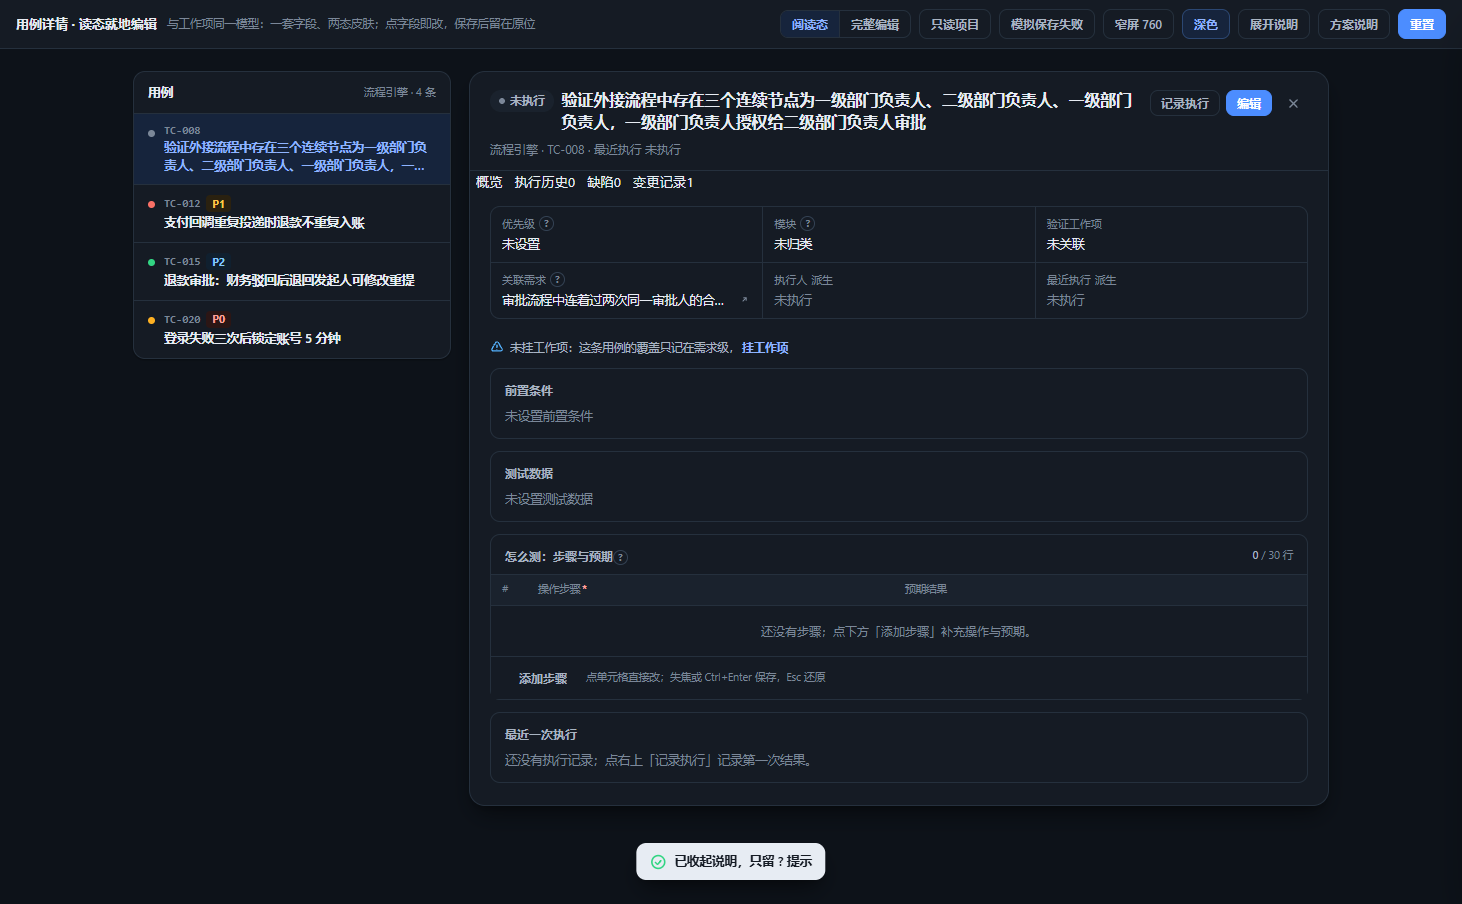 用例详情 · 读态就地编辑 与工作项同一模型：一套字段、两态皮肤；点字段即改，保存后留在原位 阅读态 完整编辑 只读项目 模拟保存失败 窄屏 760 深色 展开说明 方案说明 重置
用例 流程引擎 · 4 条
TC-008
验证外接流程中存在三个连续节点为一级部门负
责人、二级部门负责人、一级部门负责人，一...
TC-012 P1
支付回调重复投递时退款不重复入账
TC-015 P2
退款审批：财务驳回后退回发起人可修改重提
TC-020 P0
登录失败三次后锁定账号 5 分钟
未执行 验证外接流程中存在三个连续节点为一级部门负责人、二级部门负责人、一级部门 记录执行 编辑 ×
负责人，一级部门负责人授权给二级部门负责人审批
流程引擎 · TC-008 · 最近执行 未执行
概览 执行历史0 缺陷0 变更记录1
优先级 ? 模块 ? 验证工作项
未设置 未归类 未关联
关联需求 ? 执行人 派生 最近执行 派生
审批流程中连着过两次同一审批人的合... ↗ 未执行 未执行
未挂工作项：这条用例的覆盖只记在需求级， 挂工作项
前置条件
未设置前置条件
测试数据
未设置测试数据
怎么测：步骤与预期 ? 0 / 30 行
# 操作步骤* 预期结果
还没有步骤；点下方「添加步骤」补充操作与预期。
添加步骤 点单元格直接改；失焦或 Ctrl+Enter 保存，Esc 还原
最近一次执行
还没有执行记录；点右上「记录执行」记录第一次结果。
已收起说明，只留 ? 提示